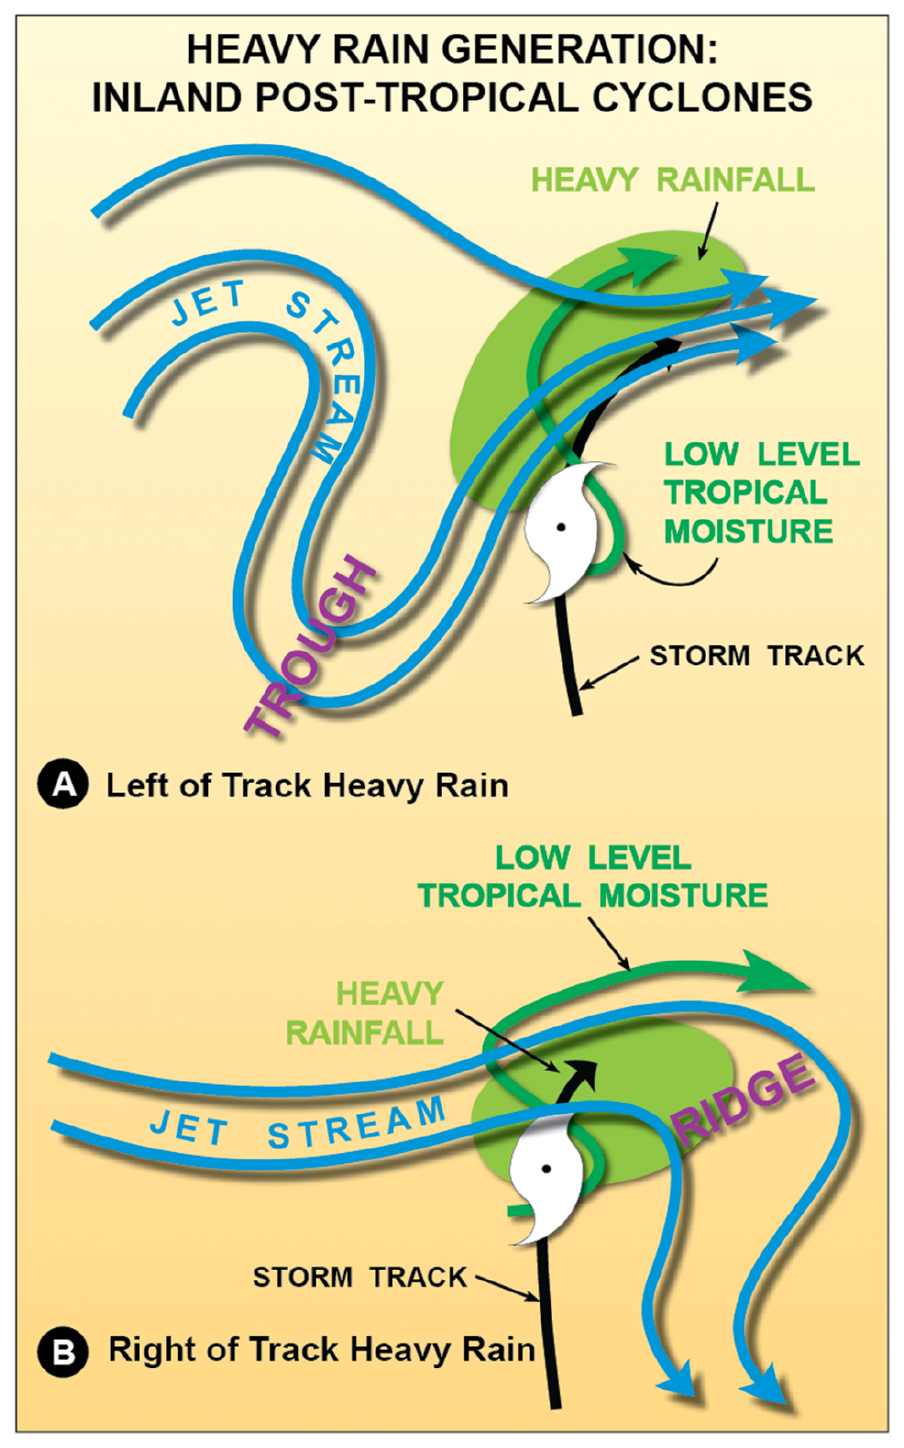 HEAVY RAIN GENERATION:
INLAND POST-TROPICAL CYCLONES
HEAVY RAINFALL
JET STREAM
LOW LEVEL
TROPICAL
MOISTURE
TROUGH
STORM TRACK
A Left of Track Heavy Rain
LOW LEVEL
TROPICAL MOISTURE
HEAVY
RAINFALL
RIDGE
JET STREAM
STORM TRACK
B Right of Track Heavy Rain